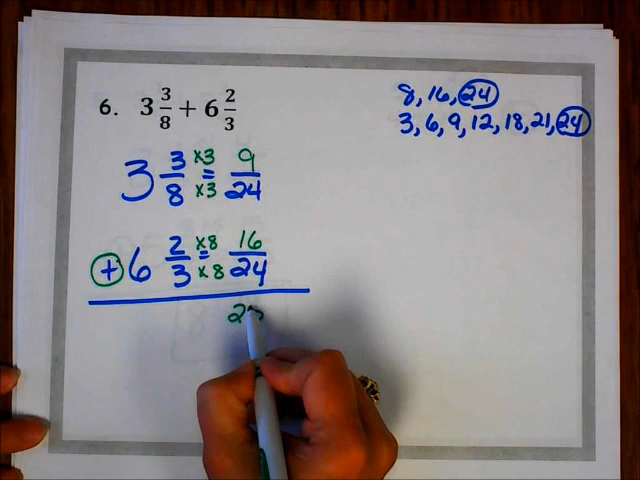 6. 3 3/8 + 6 2/3
8, 16, 24
3, 6, 9, 12, 18, 21, 24
3 3/8 ×3/×3 = 9/24
+ 6 2/3 ×8/×8 = 16/24
25